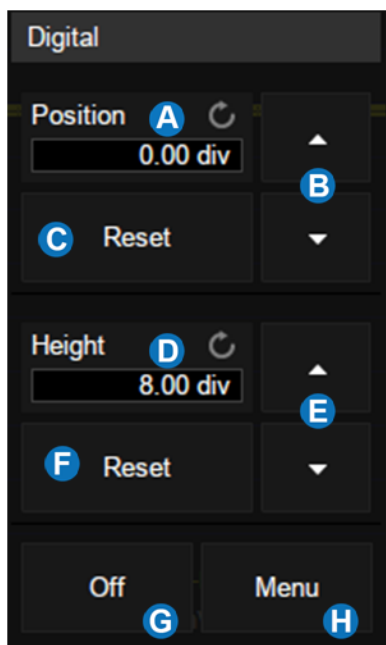 Digital
Position A
0.00 div
B
C Reset
Height D
8.00 div
E
F Reset
Off Menu
G H